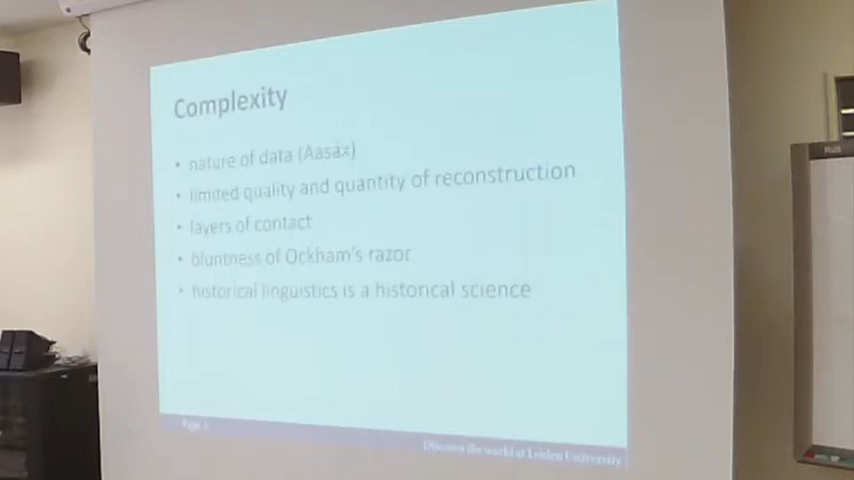 Complexity
• nature of data (Aasáx)
• limited quality and quantity of reconstruction
• layers of contact
• bluntness of Ockham's razor
• historical linguistics is a historical science
Page
Discover the world at Leiden University
PLUS